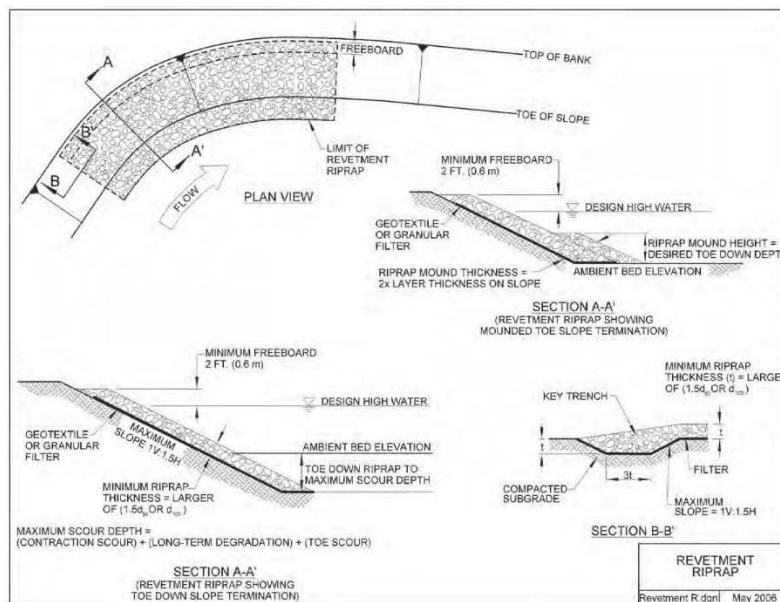 FREEBOARD
TOP OF BANK
A
TOE OF SLOPE
B'
LIMIT OF
REVETMENT
RIPRAP
A'
B
FLOW
PLAN VIEW
MINIMUM FREEBOARD
2 FT. (0.6 m)
DESIGN HIGH WATER
GEOTEXTILE
OR GRANULAR
FILTER
RIPRAP MOUND HEIGHT =
DESIRED TOE DOWN DEPT
RIPRAP MOUND THICKNESS =
2x LAYER THICKNESS ON SLOPE
AMBIENT BED ELEVATION
SECTION A-A'
(REVETMENT RIPRAP SHOWING
MOUNDED TOE SLOPE TERMINATION)
MINIMUM FREEBOARD
2 FT. (0.6 m)
DESIGN HIGH WATER
GEOTEXTILE
OR GRANULAR
FILTER
MAXIMUM
SLOPE 1V:1.5H
AMBIENT BED ELEVATION
TOE DOWN RIPRAP TO
MAXIMUM SCOUR DEPTH
MINIMUM RIPRAP
THICKNESS = LARGER
OF (1.5d50 OR d100)
MAXIMUM SCOUR DEPTH =
(CONTRACTION SCOUR) + (LONG-TERM DEGRADATION) + (TOE SCOUR)
SECTION A-A'
(REVETMENT RIPRAP SHOWING
TOE DOWN SLOPE TERMINATION)
MINIMUM RIPRAP
THICKNESS (t) = LARGER
OF (1.5d50 OR d100)
KEY TRENCH
t
t
3t
FILTER
COMPACTED
SUBGRADE
MAXIMUM
SLOPE = 1V:1.5H
SECTION B-B'
REVETMENT
RIPRAP
Revetment R.dgn May 2006